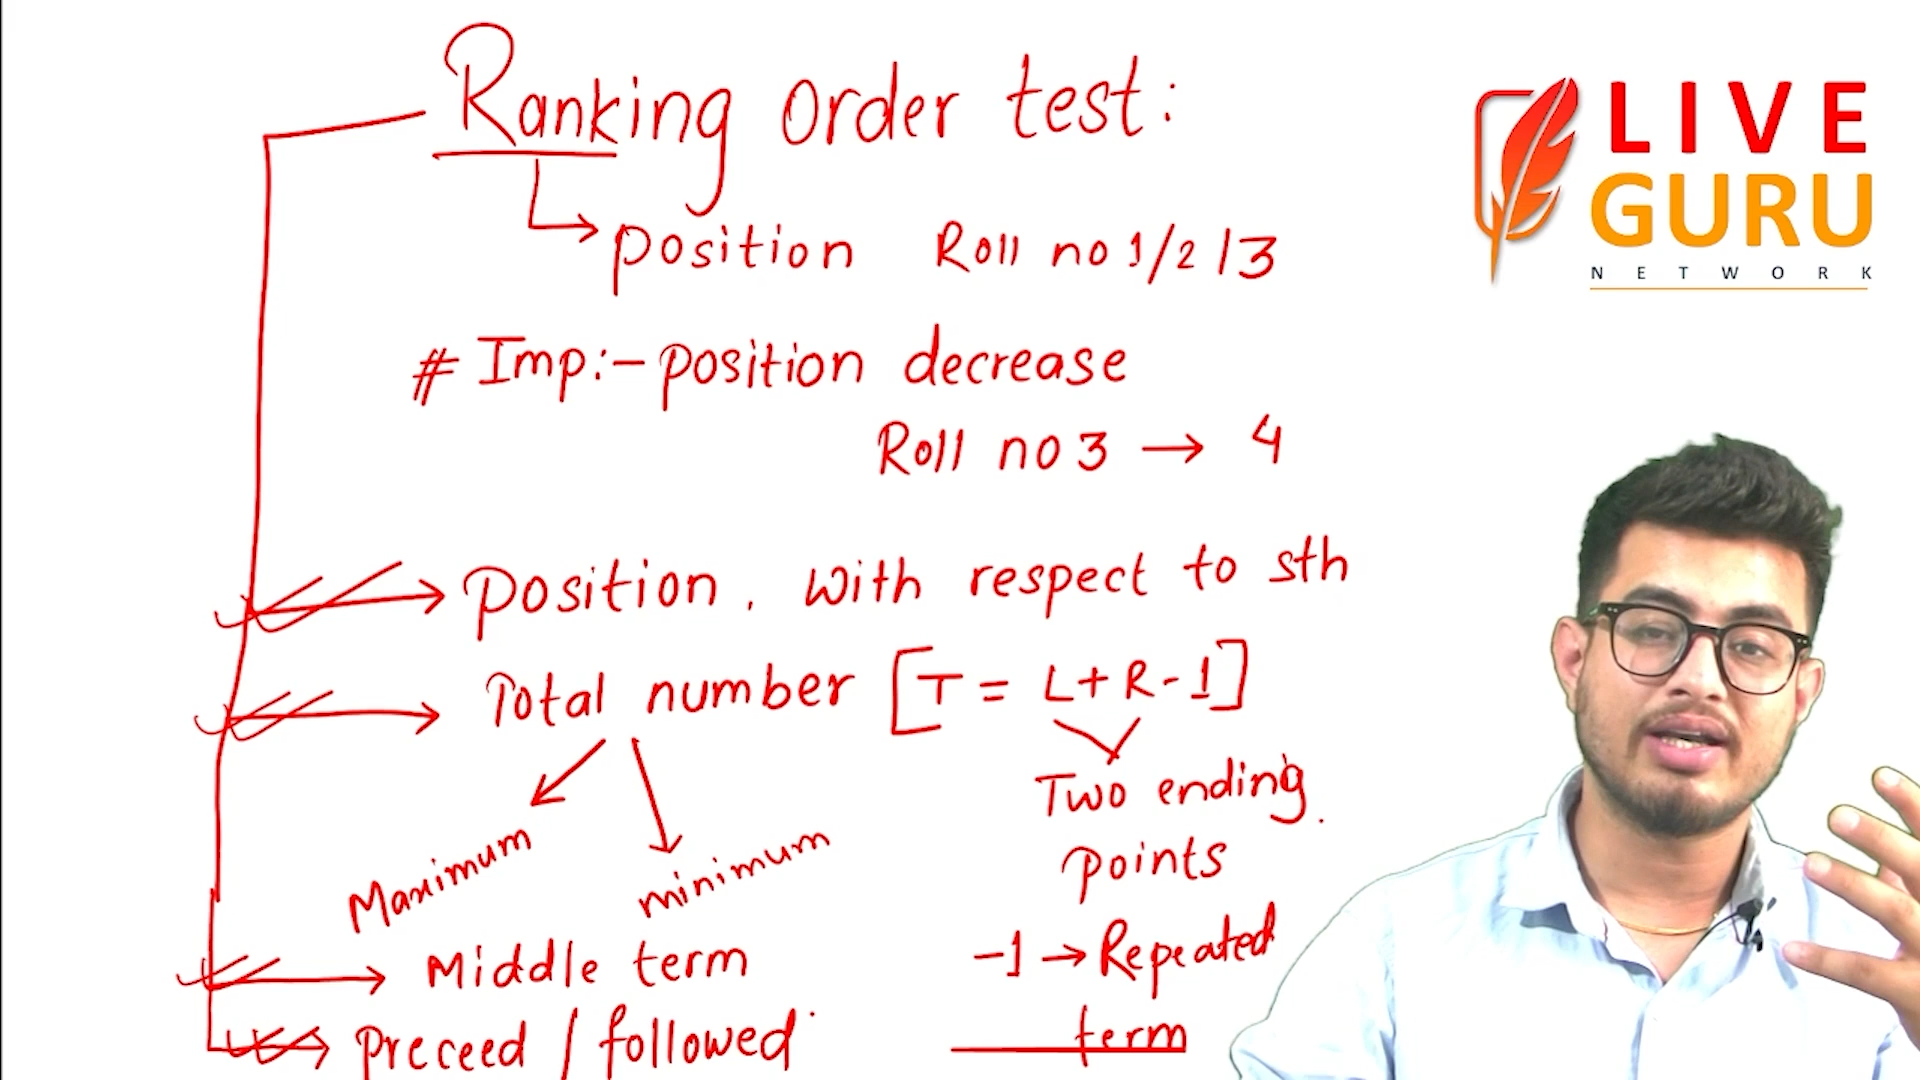 Ranking order test:
position Roll no 1/2/3
# Imp:- position decrease
Roll no 3 → 4
position. with respect to sth
Total number [T = L+R-1]
Two ending
points
Maximum
minimum
-1 → Repeated
term
Middle term
Preceed / followed
LIVE
GURU
NETWORK